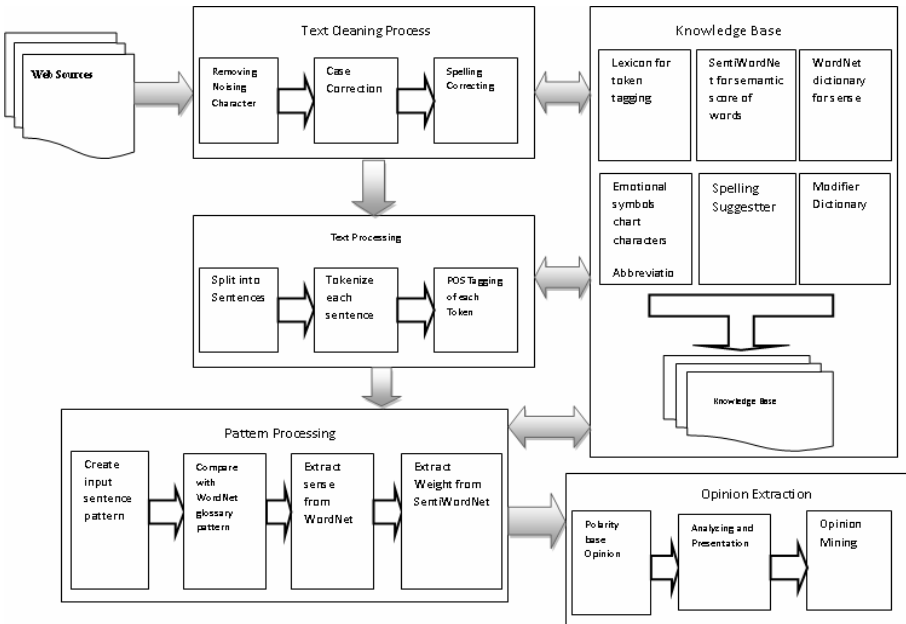 Web Sources
Text Cleaning Process
Removing
Noising
Character
Case
Correction
Spelling
Correcting
Knowledge Base
Lexicon for
token
tagging
SentiWordNe
t for semantic
score of
words
WordNet
dictionary
for sense
Emotional
symbols
chart
characters
Abbreviatio
Spelling
Suggestter
Modifier
Dictionary
Knowledge Base
Text Processing
Split into
Sentences
Tokenize
each
sentence
POS Tagging
of each
Token
Pattern Processing
Create
input
sentence
pattern
Compare
with
WordNet
glossary
pattern
Extract
sense
from
WordNet
Extract
Weight from
SentiWordNet
Opinion Extraction
Polarity
base
Opinion
Analyzing and
Presentation
Opinion
Mining